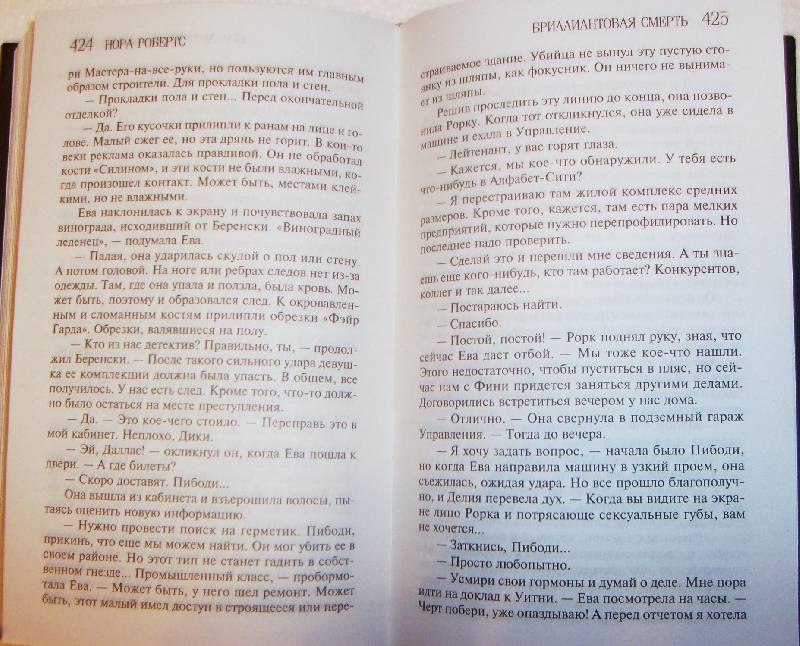 424 НОРА РОБЕРТС
ри Мастера-на-все-руки, но пользуются им главным
образом строители. Для прокладки пола и стен.
— Прокладки пола и стен... Перед окончательной
отделкой?
— Да. Его кусочки прилипли к ранам на лице и го-
лове. Малый сжег ее, но эта дрянь не горит. В кои-то
веки реклама оказалась правдивой. Он не обработал
кости «Силином», и эти кости не были влажными, ко-
гда произошел контакт. Может быть, местами клей-
кими, но не влажными.
Ева наклонилась к экрану и почувствовала запах
винограда, исходивший от Беренски. «Виноградный
леденец», — подумала Ева.
— Падая, она ударилась скулой о пол или стену.
А потом головой. На ноге или ребрах следов нет из-за
одежды. Там, где она упала и ползла, была кровь. Мо-
жет быть, поэтому и образовался след. К окровавлен-
ным и сломанным костям прилипли обрезки «Фэйр
Гарда». Обрезки, валявшиеся на полу.
— Кто из нас детектив? Правильно, ты, — продол-
жил Беренски. — После такого сильного удара девуш-
ка ее комплекции должна была упасть. В общем, все
получилось. У нас есть след. Кроме того, что-то долж-
но было остаться на месте преступления.
— Да. — Это кое-чего стоило. — Переправь это в
мой кабинет. Неплохо, Дики.
— Эй, Даллас! — окликнул он, когда Ева пошла к
двери. — А где билеты?
— Скоро доставят. Пибоди...
Она вышла из кабинета и взъерошила волосы, пы-
таясь оценить новую информацию.
— Нужно провести поиск на герметик. Пибоди,
прикинь, что еще мы можем найти. Он мог убить ее в
своем районе. Но этот тип не станет гадить в собст-
венном гнезде... Промышленный класс, — пробормо-
тала Ева. — Может быть, у него шел ремонт. Может
быть, этот малый имел доступ в строящееся или пере-
БРИЛЛИАНТОВАЯ СМЕРТЬ 425
страиваемое здание. Убийца не вынул эту пустую сто-
янку из шляпы, как фокусник. Он ничего не вынима-
ет из шляпы.
Решив проследить эту линию до конца, она позво-
нила Рорку. Когда тот откликнулся, она уже сидела в
машине и ехала в Управление.
— Лейтенант, у вас горят глаза.
— Кажется, мы кое-что обнаружили. У тебя есть
что-нибудь в Алфабет-Сити?
— Я перестраиваю там жилой комплекс средних
размеров. Кроме того, кажется, там есть пара мелких
предприятий, которые нужно перепрофилировать. Но
последнее надо проверить.
— Сделай это и перешли мне сведения. А ты зна-
ешь еще кого-нибудь, кто там работает? Конкурентов,
коллег и так далее...
— Постараюсь найти.
— Спасибо.
— Постой, постой! — Рорк поднял руку, зная, что
сейчас Ева даст отбой. — Мы тоже кое-что нашли.
Этого недостаточно, чтобы пуститься в пляс, но сей-
час нам с Фини придется заняться другими делами.
Договорились встретиться вечером у нас дома.
— Отлично. — Она свернула в подземный гараж
Управления. — Тогда до вечера.
— Я хочу задать вопрос, — начала было Пибоди,
но когда Ева направила машину в узкий проем, она
съежилась, ожидая удара. Но все прошло благополуч-
но, и Делия перевела дух. — Когда вы видите на экра-
не лицо Рорка и потрясающе сексуальные губы, вам
не хочется...
— Заткнись, Пибоди...
— Просто любопытно.
— Усмири свои гормоны и думай о деле. Мне пора
идти на доклад к Уитни. — Ева посмотрела на часы. —
Черт побери, уже опаздываю! А перед отчетом я хотела